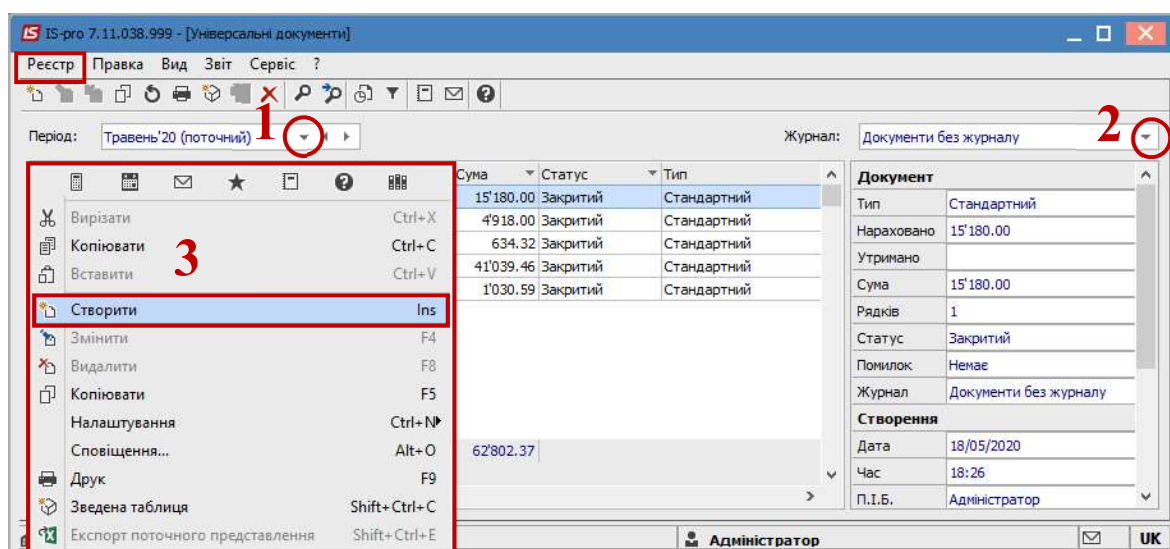 IS-pro 7.11.038.999 - [Універсальні документи]
Реєстр Правка Вид Звіт Сервіс ?
Період: Травень'20 (поточний) 1 Журнал: Документи без журналу 2
Сума Статус Тип
15'180.00 Закритий Стандартний
4'918.00 Закритий Стандартний
634.32 Закритий Стандартний
41'039.46 Закритий Стандартний
1'030.59 Закритий Стандартний
62'802.37
Вирізати Ctrl+X
Копіювати Ctrl+C
3
Вставити Ctrl+V
Створити Ins
Змінити F4
Видалити F8
Копіювати F5
Налаштування Ctrl+N
Сповіщення... Alt+O
Друк F9
Зведена таблиця Shift+Ctrl+C
Експорт поточного представлення Shift+Ctrl+E
Документ
Тип Стандартний
Нараховано 15'180.00
Утримано
Сума 15'180.00
Рядків 1
Статус Закритий
Помилок Немає
Журнал Документи без журналу
Створення
Дата 18/05/2020
Час 18:26
П.І.Б. Адміністратор
Адміністратор UK